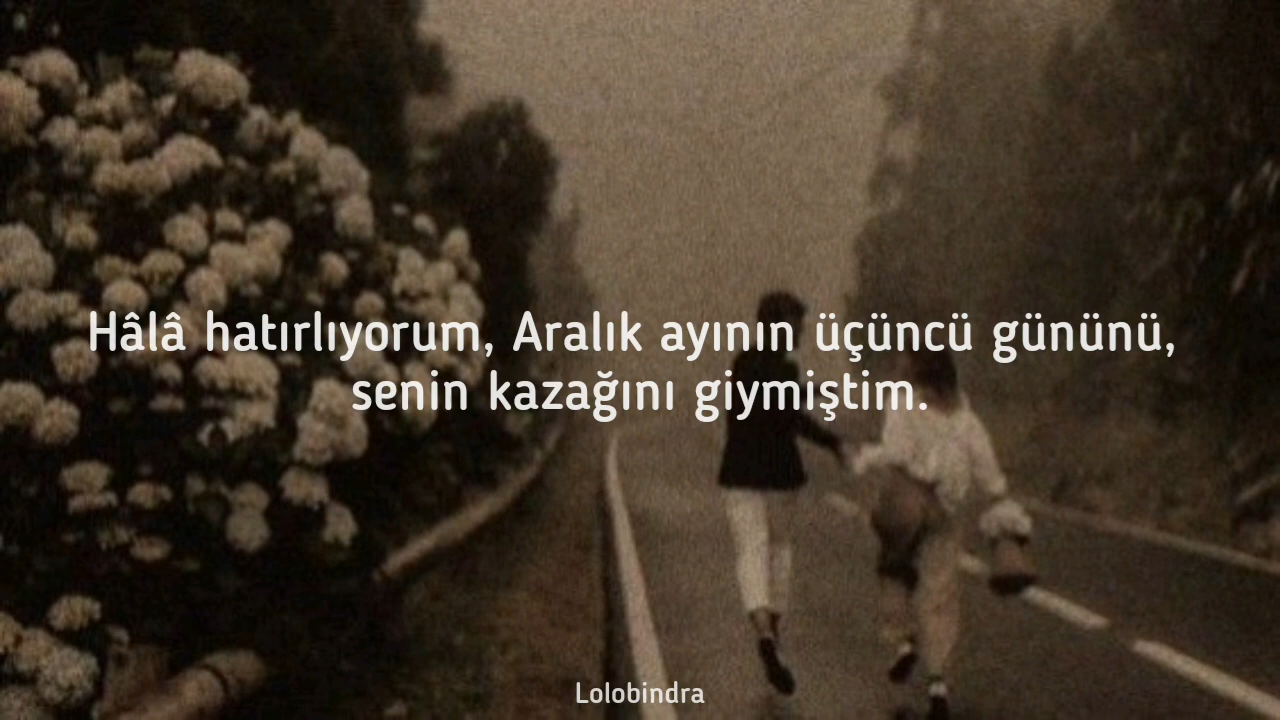 Hâlâ hatırlıyorum, Aralık ayının üçüncü gününü,
senin kazağını giymiştim.
Lolobindra